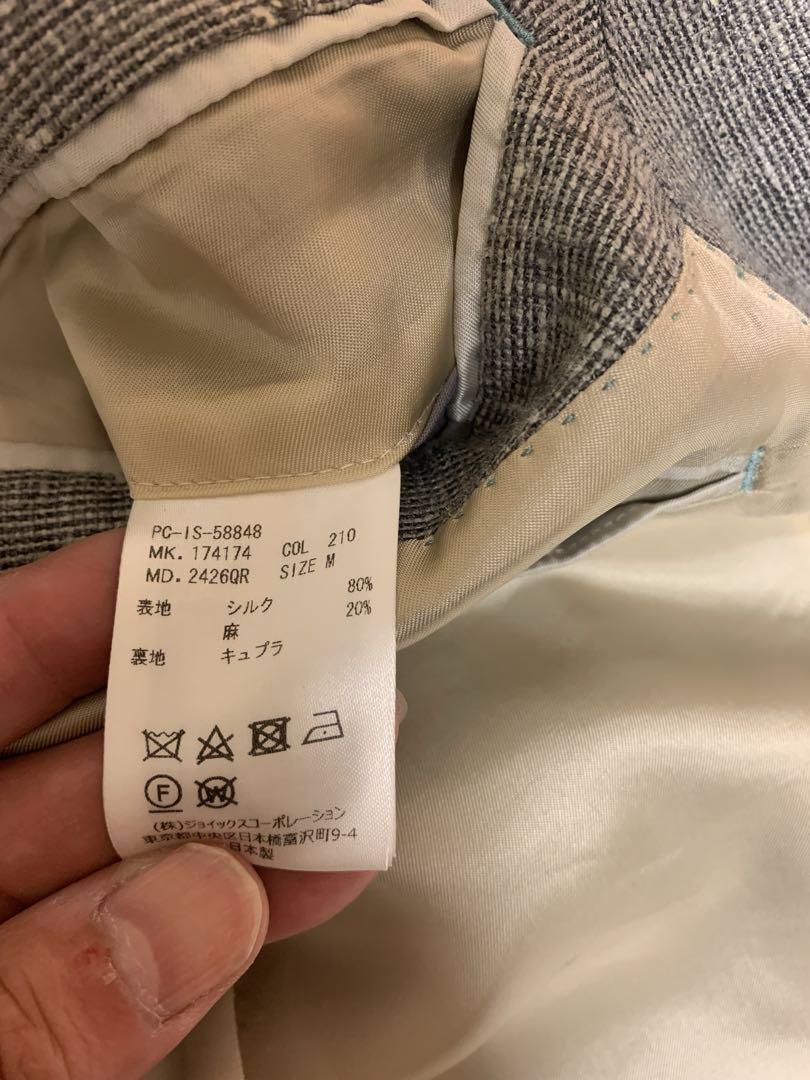 PC-IS-58848
MK. 174174 COL 210
MD. 2426QR SIZE M
表地 シルク 80%
麻 20%
裏地 キュプラ
F
W
(株)ジョイックスコーポレーション
東京都中央区日本橋富沢町9-4
日本製